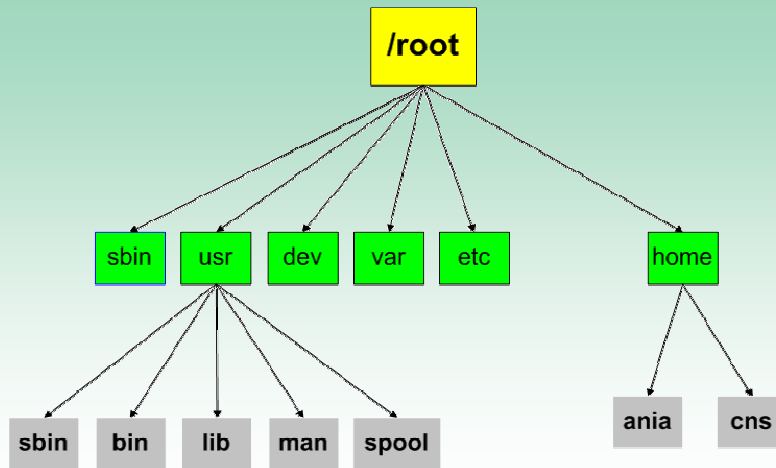 /root
sbin usr dev var etc home
ania cns
sbin bin lib man spool